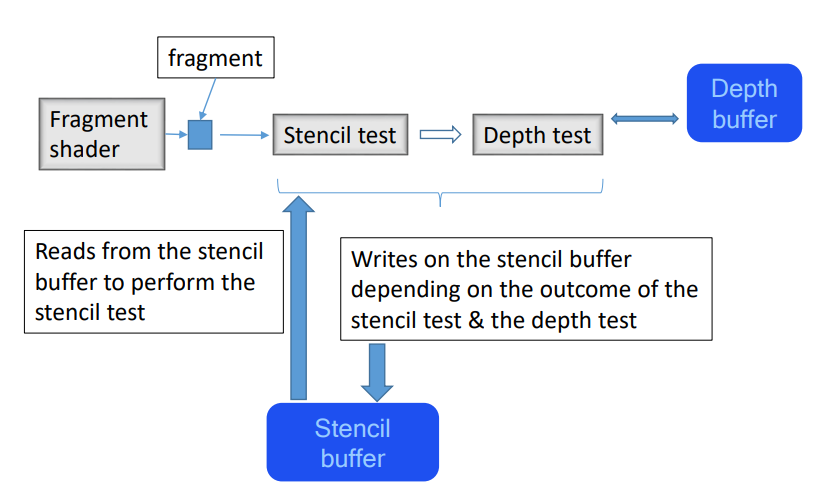 fragment
Fragment
shader
Stencil test
Depth test
Depth
buffer
Reads from the stencil
buffer to perform the
stencil test
Writes on the stencil buffer
depending on the outcome of the
stencil test & the depth test
Stencil
buffer